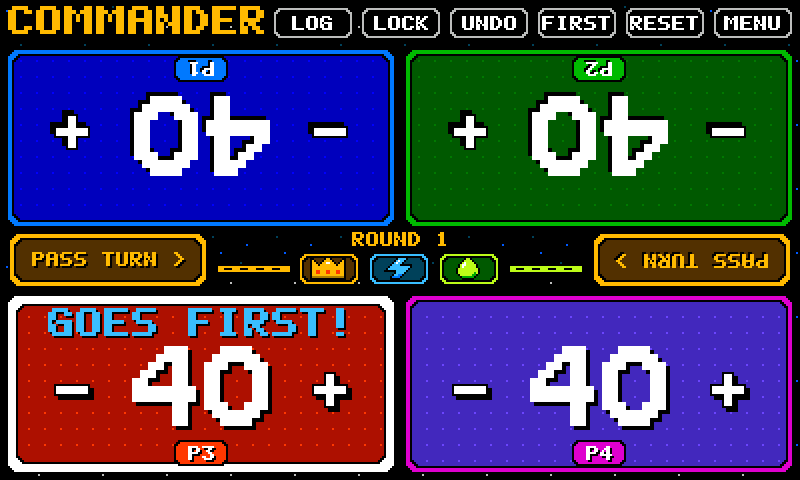 COMMANDER LOG LOCK UNDO FIRST RESET MENU
P1 P2
+ 40 - + 40 -
ROUND 1
PASS TURN > PASS TURN >
GOES FIRST!
- 40 + - 40 +
P3 P4